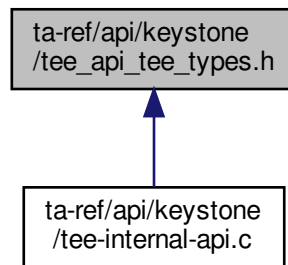 ta-ref/api/keystone
/tee_api_tee_types.h
ta-ref/api/keystone
/tee-internal-api.c